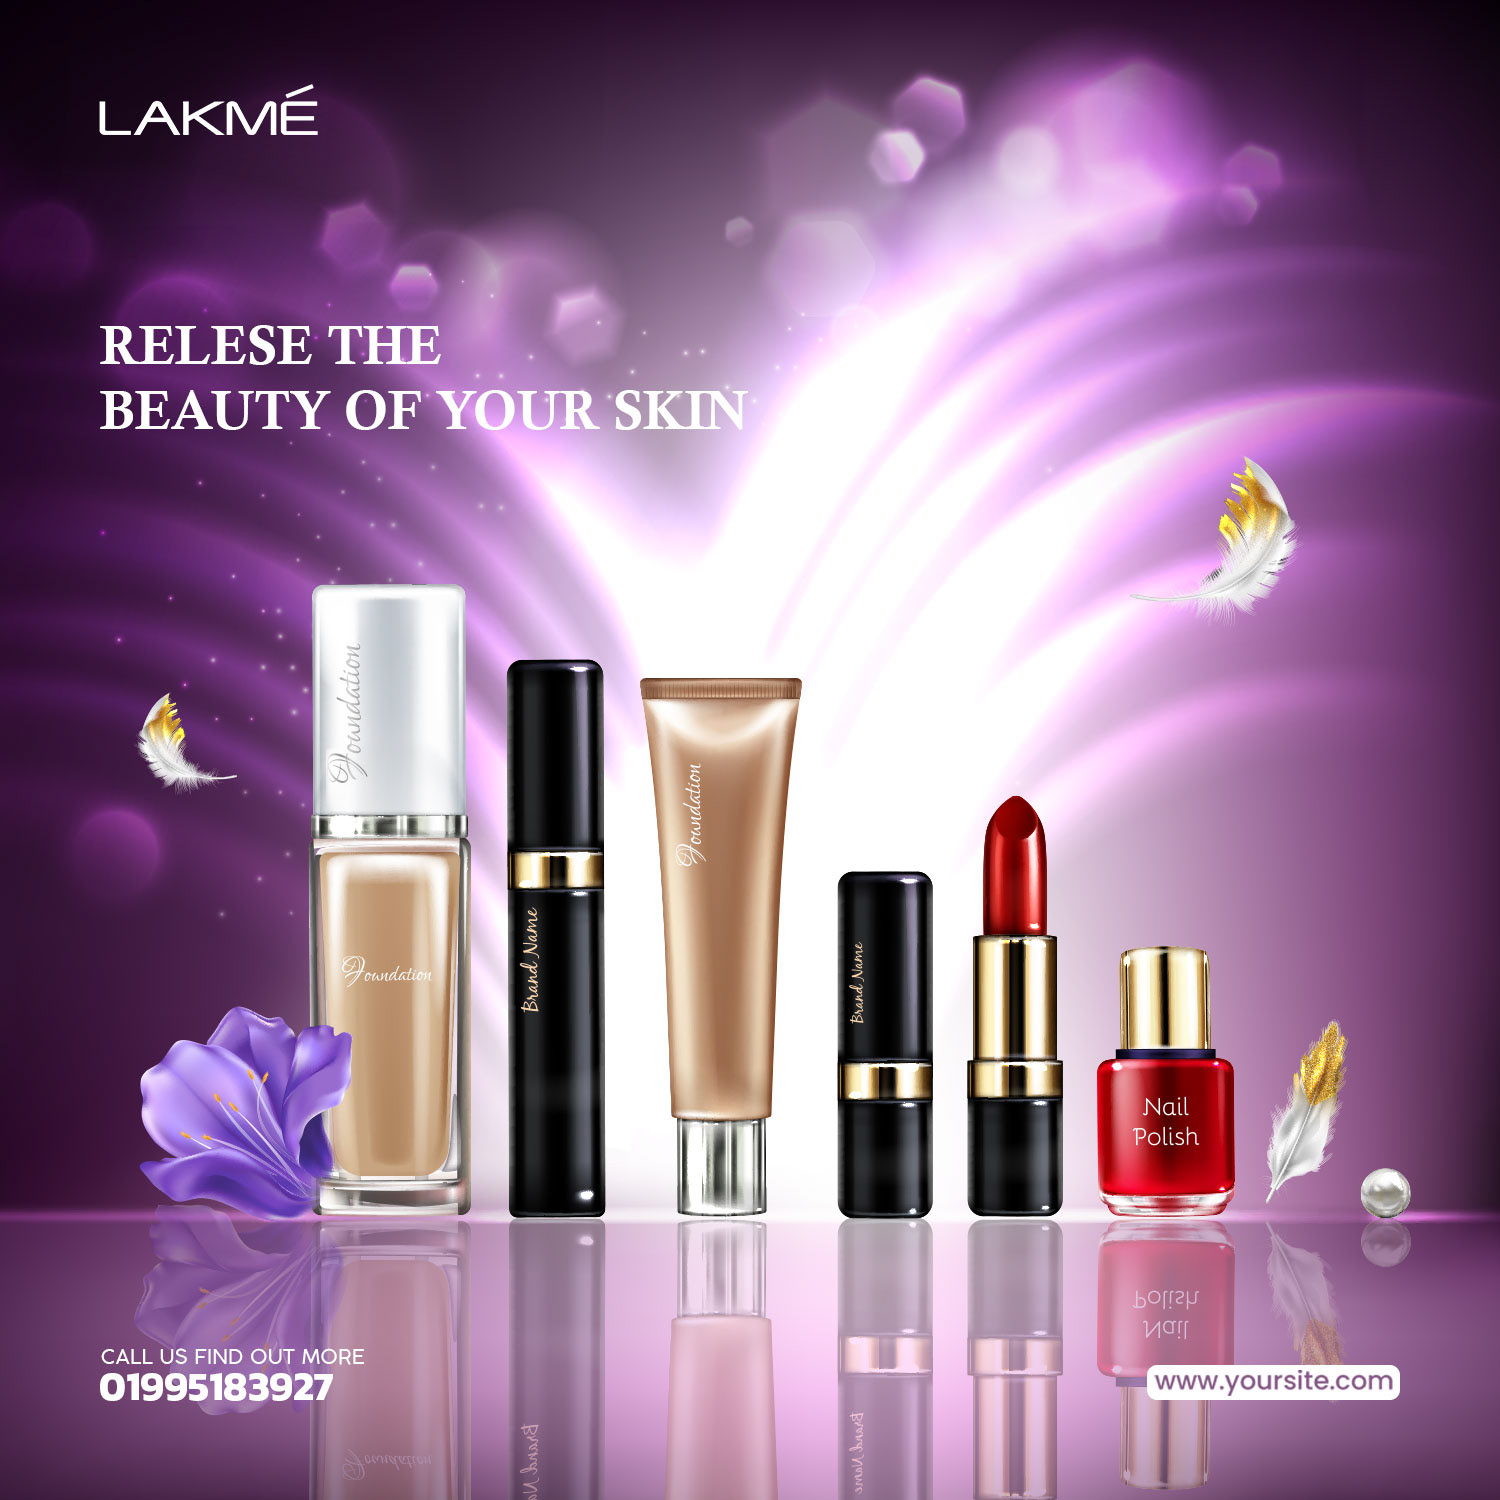 LAKMÉ
RELESE THE
BEAUTY OF YOUR SKIN
Foundation
Foundation
Brand Name
Foundation
Brand Name
Nail
Polish
CALL US FIND OUT MORE
01995183927
www.yoursite.com